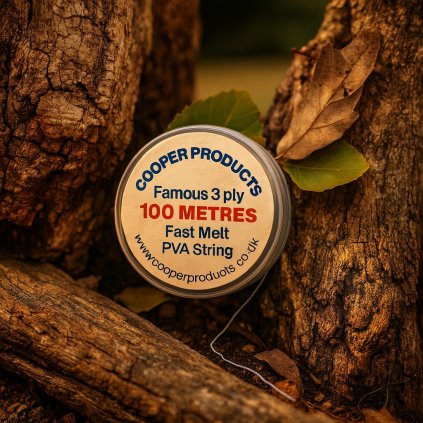 COOPER PRODUCTS
Famous 3 ply
100 METRES
Fast Melt
PVA String
www.cooperproducts.co.uk